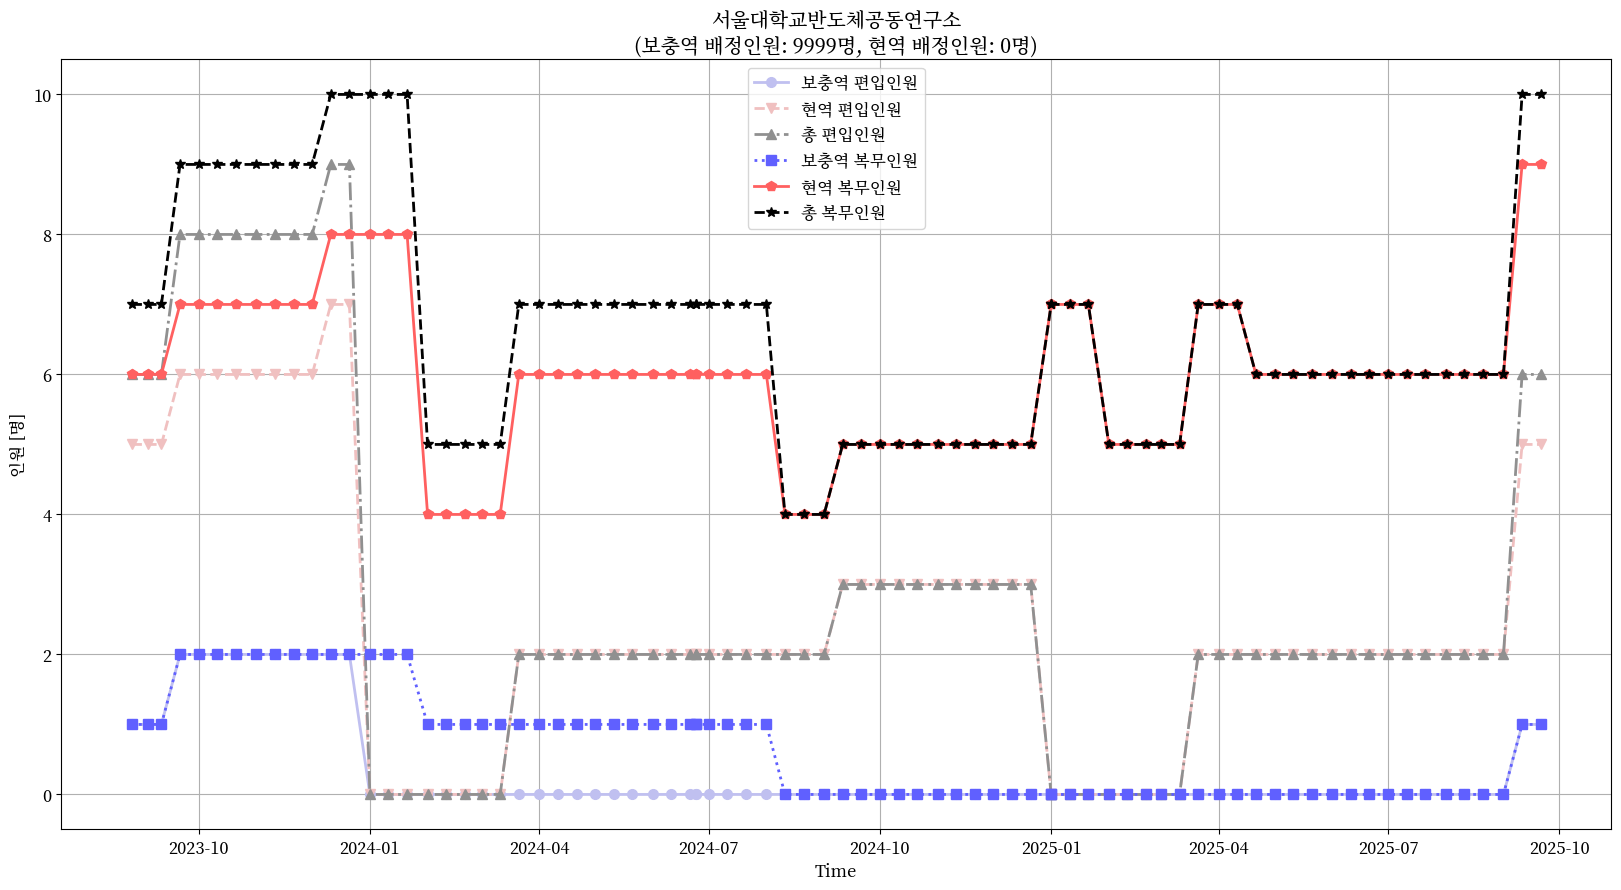 서울대학교반도체공동연구소
(보충역 배정인원: 9999명, 현역 배정인원: 0명)
보충역 편입인원
현역 편입인원
총 편입인원
보충역 복무인원
현역 복무인원
총 복무인원
인원 [명]
10
8
6
4
2
0
2023-10
2024-01
2024-04
2024-07
2024-10
2025-01
2025-04
2025-07
2025-10
Time